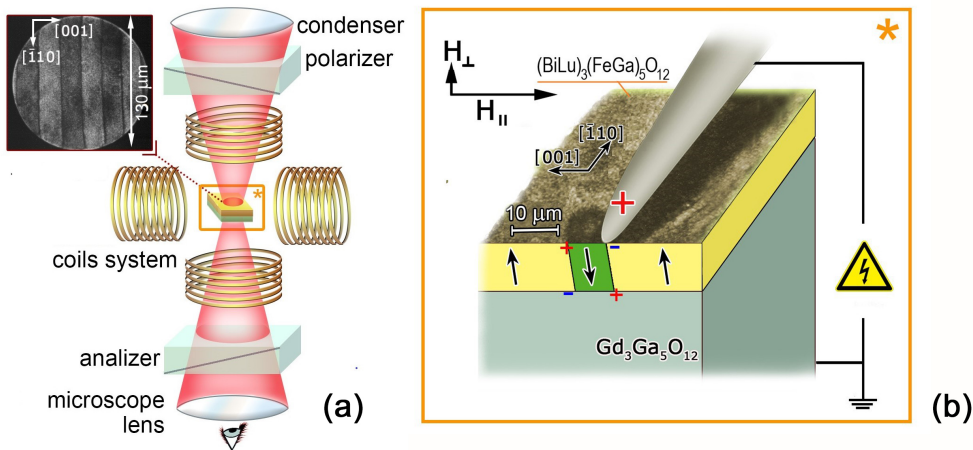 [001]
[1̄10]
130 µm
condenser
polarizer
*
coils system
analizer
microscope
lens
(a)
*
H⊥
H||
(BiLu)₃(FeGa)₅O₁₂
[1̄10]
[001]
+
10 µm
+
-
-
+
Gd₃Ga₅O₁₂
(b)